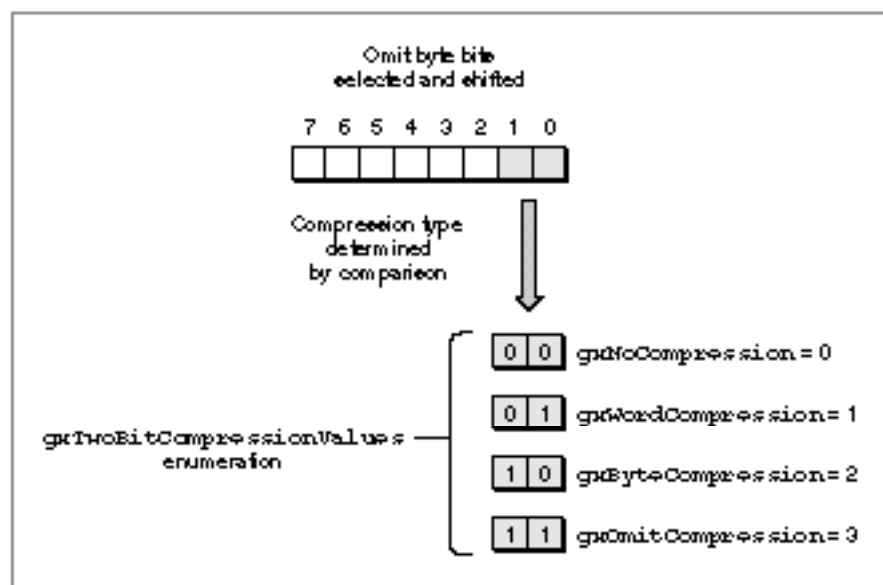 Omit byte bits
selected and shifted
7 6 5 4 3 2 1 0
Compression type
determined
by comparison
0 0 gxNoCompression = 0
0 1 gxWordCompression = 1
gxTwoBitCompressionValues
enumeration
1 0 gxByteCompression = 2
1 1 gxOmitCompression = 3